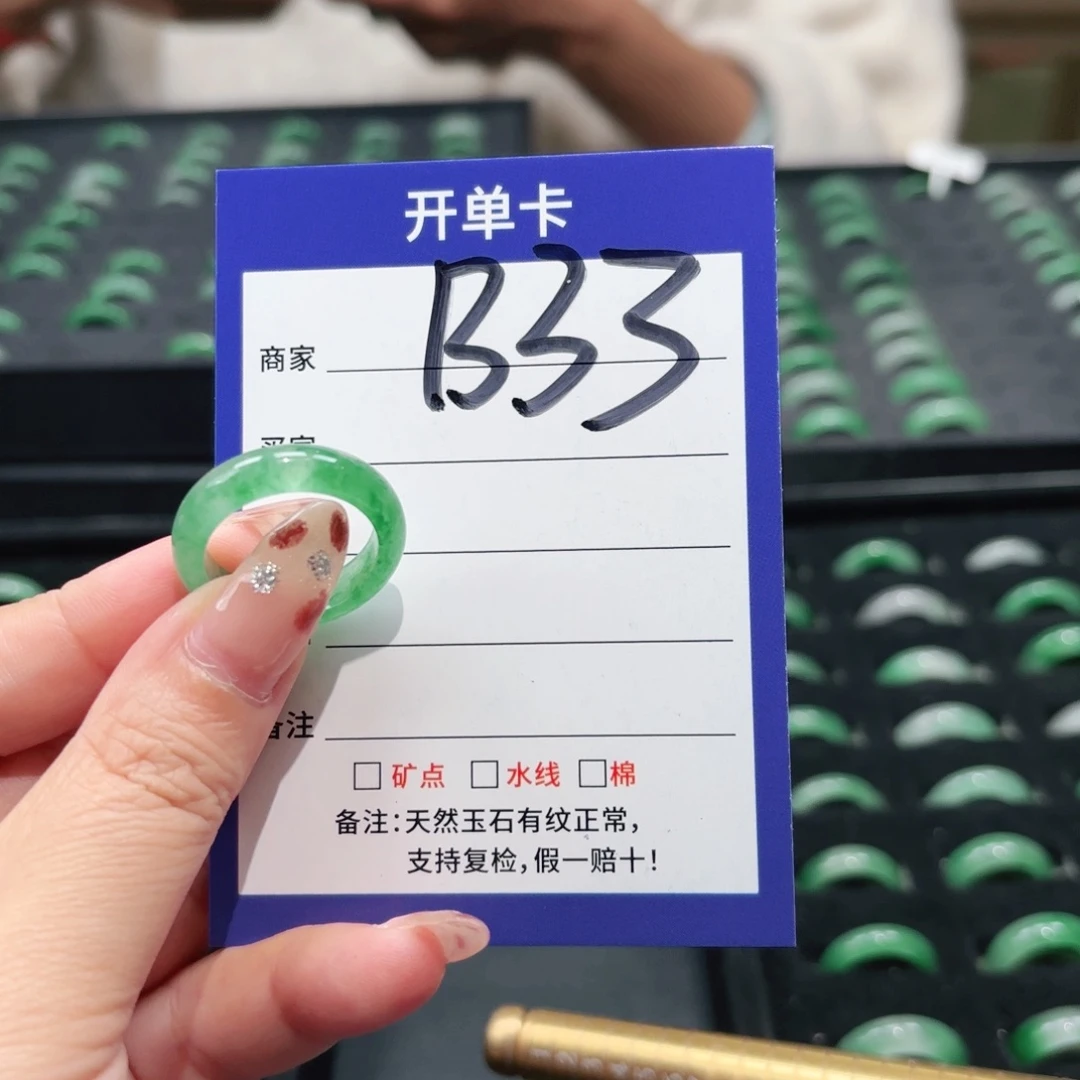 开单卡
B33
商家
备注
矿点 水线 棉
备注:天然玉石有纹正常,
支持复检,假一赔十!